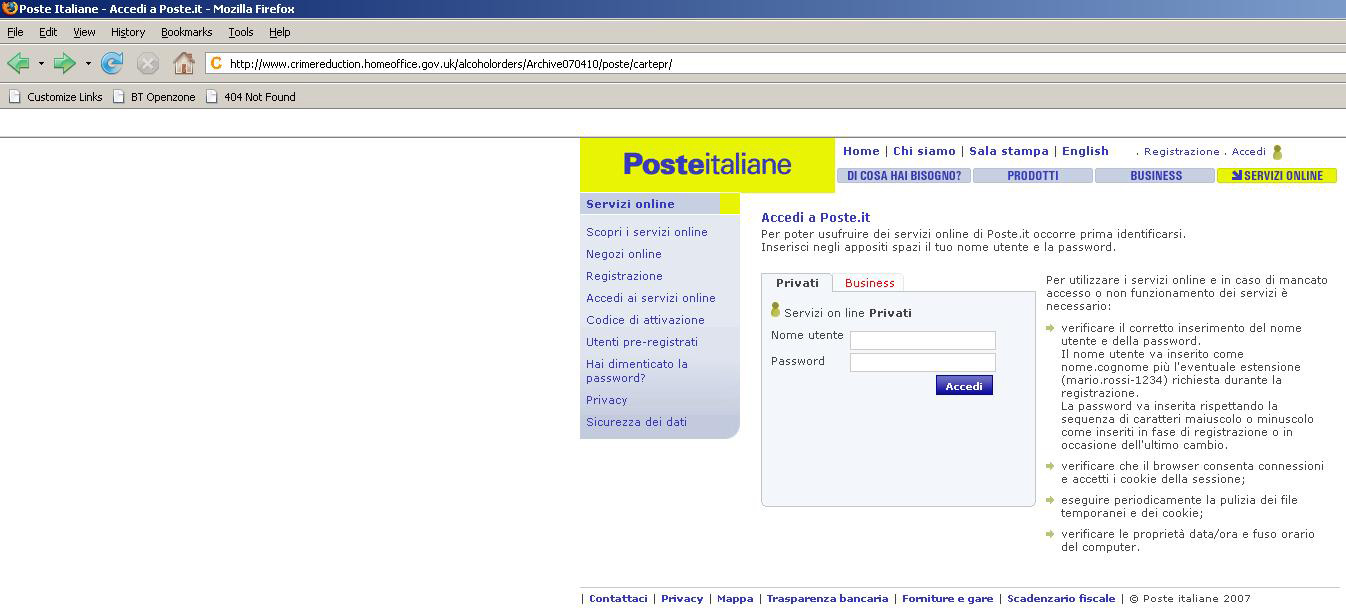 Poste Italiane - Accedi a Poste.it - Mozilla Firefox
File Edit View History Bookmarks Tools Help
http://www.crimereduction.homeoffice.gov.uk/alcoholorders/Archive070410/poste/cartepr/
Customize Links BT Openzone 404 Not Found
Posteitaliane
Home | Chi siamo | Sala stampa | English . Registrazione . Accedi
DI COSA HAI BISOGNO? PRODOTTI BUSINESS SERVIZI ONLINE
Servizi online
Scopri i servizi online
Negozi online
Registrazione
Accedi ai servizi online
Codice di attivazione
Utenti pre-registrati
Hai dimenticato la
password?
Privacy
Sicurezza dei dati
Accedi a Poste.it
Per poter usufruire dei servizi online di Poste.it occorre prima identificarsi.
Inserisci negli appositi spazi il tuo nome utente e la password.
Privati Business
Servizi on line Privati
Nome utente
Password
Accedi
Per utilizzare i servizi online e in caso di mancato
accesso o non funzionamento dei servizi è
necessario:
verificare il corretto inserimento del nome
utente e della password.
Il nome utente va inserito come
nome.cognome più l'eventuale estensione
(mario.rossi-1234) richiesta durante la
registrazione.
La password va inserita rispettando la
sequenza di caratteri maiuscolo o minuscolo
come inseriti in fase di registrazione o in
occasione dell'ultimo cambio.
verificare che il browser consenta connessioni
e accetti i cookie della sessione;
eseguire periodicamente la pulizia dei file
temporanei e dei cookie;
verificare le proprietà data/ora e fuso orario
del computer.
| Contattaci | Privacy | Mappa | Trasparenza bancaria | Forniture e gare | Scadenzario fiscale | © Poste italiane 2007